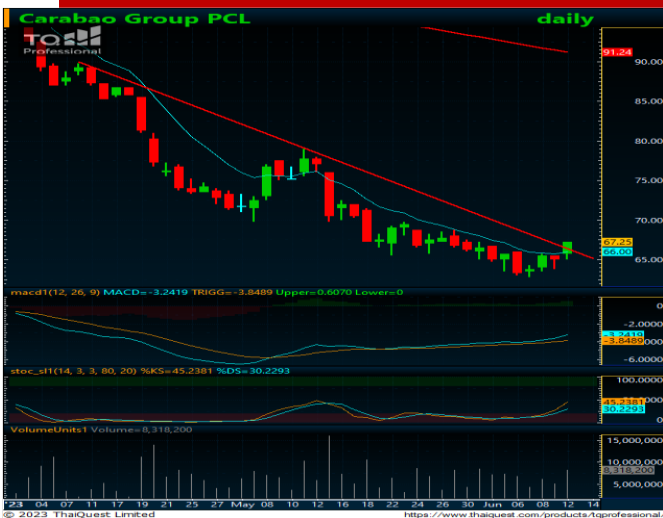 Carabao Group PCL daily
TQ
Professional
91.24
90.00
85.00
80.00
75.00
70.00
67.25
66.00
65.00
macd1(12, 26, 9) MACD=-3.2419 TRIGG=-3.8489 Upper=0.6070 Lower=0
0
-2.0000
-3.2419
-3.8489
-6.0000
stoc_sl1(14, 3, 3, 80, 20) %KS=45.2381 %DS=30.2293
100.0000
45.2381
30.2293
0
VolumeUnits1 Volume=8,318,200
15,000,000
10,000,000
8,318,200
5,000,000
'23 04 07 11 13 17 19 21 25 27 May 08 10 12 16 18 22 24 26 30 Jun 06 08 12 14
© 2023 ThaiQuest Limited https://www.thaiquest.com/products/tqprofessional